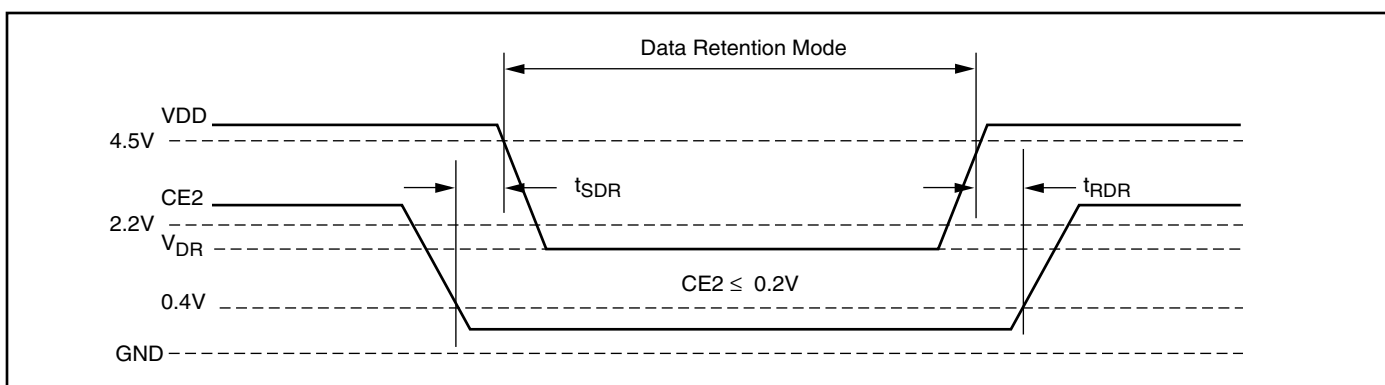 Data Retention Mode
VDD
4.5V
tSDR
tRDR
CE2
2.2V
VDR
CE2 ≤ 0.2V
0.4V
GND